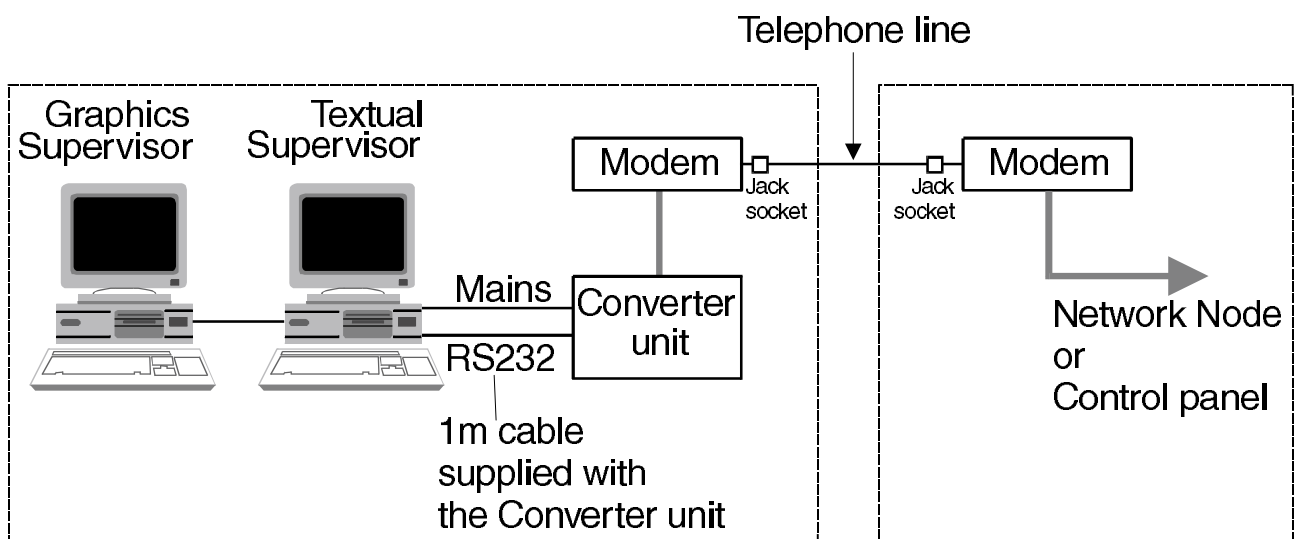 Telephone line
Graphics
Supervisor
Textual
Supervisor
Modem
Jack
socket
Jack
socket
Modem
Mains
Converter
unit
RS232
1m cable
supplied with
the Converter unit
Network Node
or
Control panel